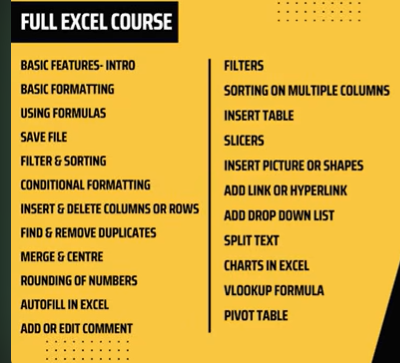 FULL EXCEL COURSE
BASIC FEATURES- INTRO
BASIC FORMATTING
USING FORMULAS
SAVE FILE
FILTER & SORTING
CONDITIONAL FORMATTING
INSERT & DELETE COLUMNS OR ROWS
FIND & REMOVE DUPLICATES
MERGE & CENTRE
ROUNDING OF NUMBERS
AUTOFILL IN EXCEL
ADD OR EDIT COMMENT
FILTERS
SORTING ON MULTIPLE COLUMNS
INSERT TABLE
SLICERS
INSERT PICTURE OR SHAPES
ADD LINK OR HYPERLINK
ADD DROP DOWN LIST
SPLIT TEXT
CHARTS IN EXCEL
VLOOKUP FORMULA
PIVOT TABLE